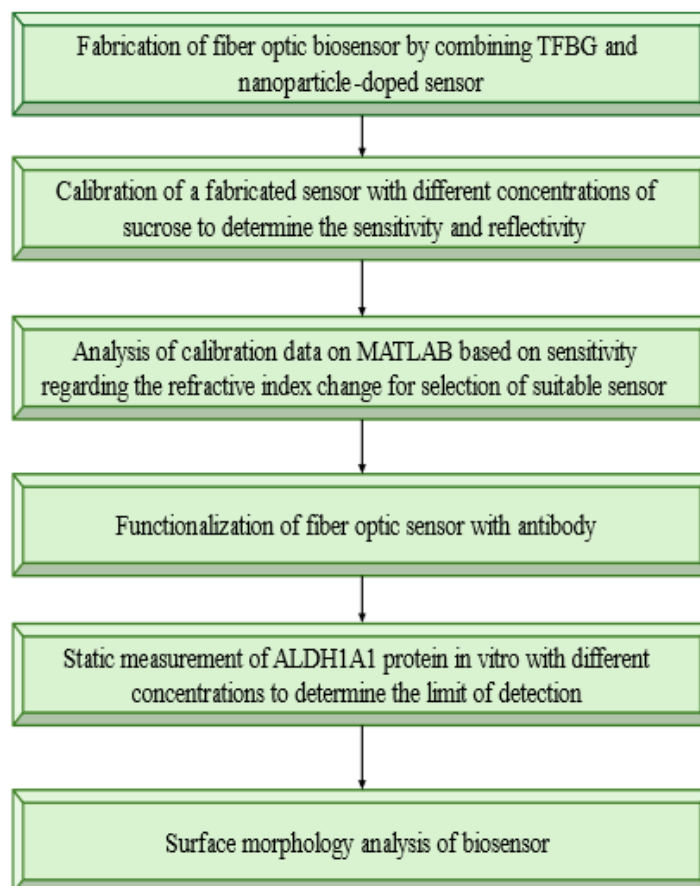 Fabrication of fiber optic biosensor by combining TFBG and
nanoparticle-doped sensor
Calibration of a fabricated sensor with different concentrations of
sucrose to determine the sensitivity and reflectivity
Analysis of calibration data on MATLAB based on sensitivity
regarding the refractive index change for selection of suitable sensor
Functionalization of fiber optic sensor with antibody
Static measurement of ALDH1A1 protein in vitro with different
concentrations to determine the limit of detection
Surface morphology analysis of biosensor